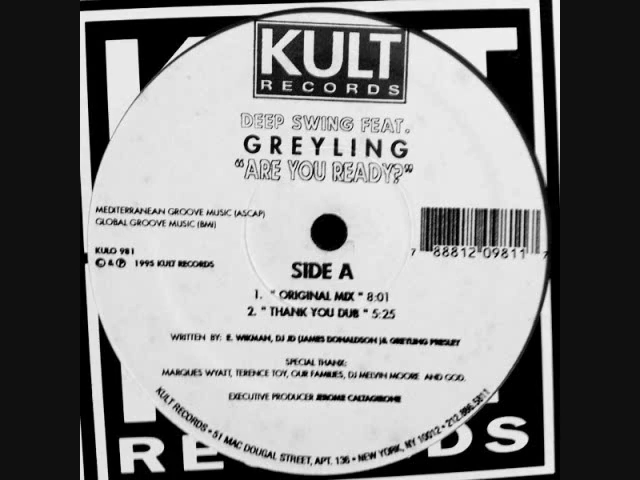 KULT
RECORDS
DEEP SWING FEAT.
GREYLING
"ARE YOU READY?"
MEDITERRANEAN GROOVE MUSIC (ASCAP)
GLOBAL GROOVE MUSIC (BMI)
KULO 981
© & ℗ 1995 KULT RECORDS
7 88812 09811 7
SIDE A
1. " ORIGINAL MIX " 8:01
2. " THANK YOU DUB " 5:25
WRITTEN BY: E. WIKMAN, DJ JD (JAMES DONALDSON) & GREYLING PRESLEY
SPECIAL THANX:
MARQUES WYATT, TERENCE TOY, OUR FAMILIES, DJ MELVIN MOORE AND GOD.
EXECUTIVE PRODUCER JEROME CALTAGIRONE
KULT RECORDS • 51 MAC DOUGAL STREET, APT. 136 • NEW YORK, NY 10012 • 212.886.5811